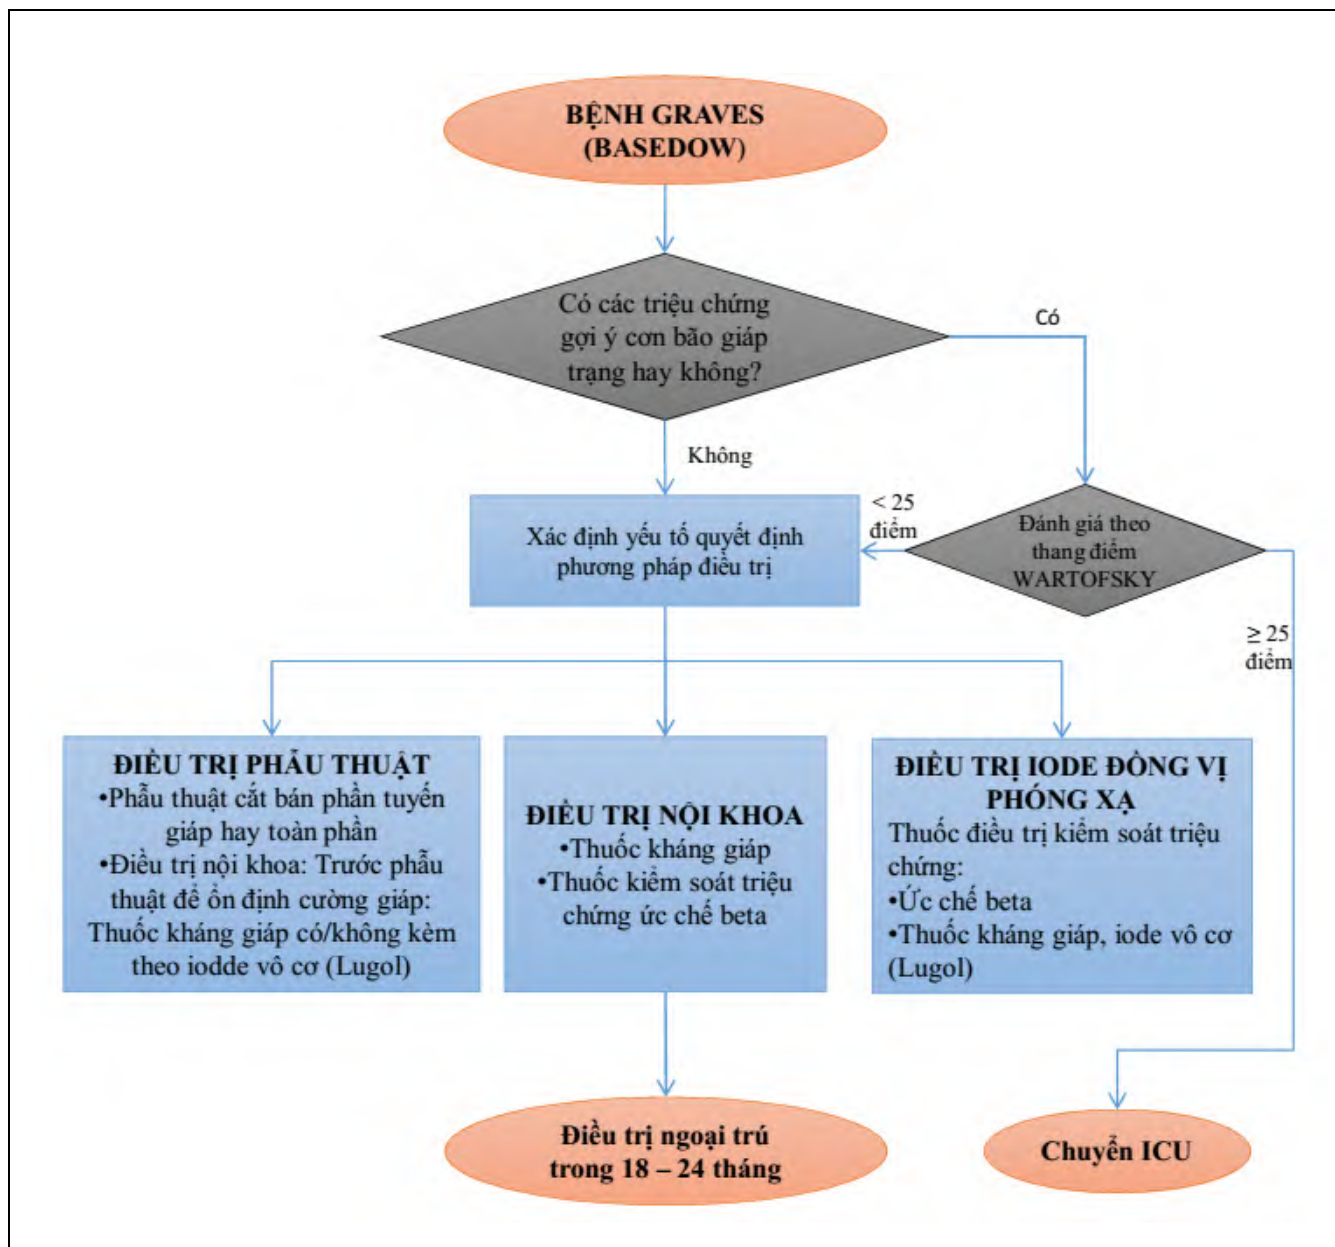 BỆNH GRAVES
(BASEDOW)
Có các triệu chứng
gợi ý cơn bão giáp
trạng hay không?
Có
Không
Xác định yếu tố quyết định
phương pháp điều trị
< 25
điểm
Đánh giá theo
thang điểm
WARTOFSKY
≥ 25
điểm
ĐIỀU TRỊ PHẪU THUẬT
•Phẫu thuật cắt bán phần tuyến
giáp hay toàn phần
•Điều trị nội khoa: Trước phẫu
thuật để ổn định cường giáp:
Thuốc kháng giáp có/không kèm
theo iodde vô cơ (Lugol)
ĐIỀU TRỊ NỘI KHOA
•Thuốc kháng giáp
•Thuốc kiểm soát triệu
chứng ức chế beta
ĐIỀU TRỊ IODE ĐỒNG VỊ
PHÓNG XẠ
Thuốc điều trị kiểm soát triệu
chứng:
•Ức chế beta
•Thuốc kháng giáp, iode vô cơ
(Lugol)
Điều trị ngoại trú
trong 18 – 24 tháng
Chuyển ICU